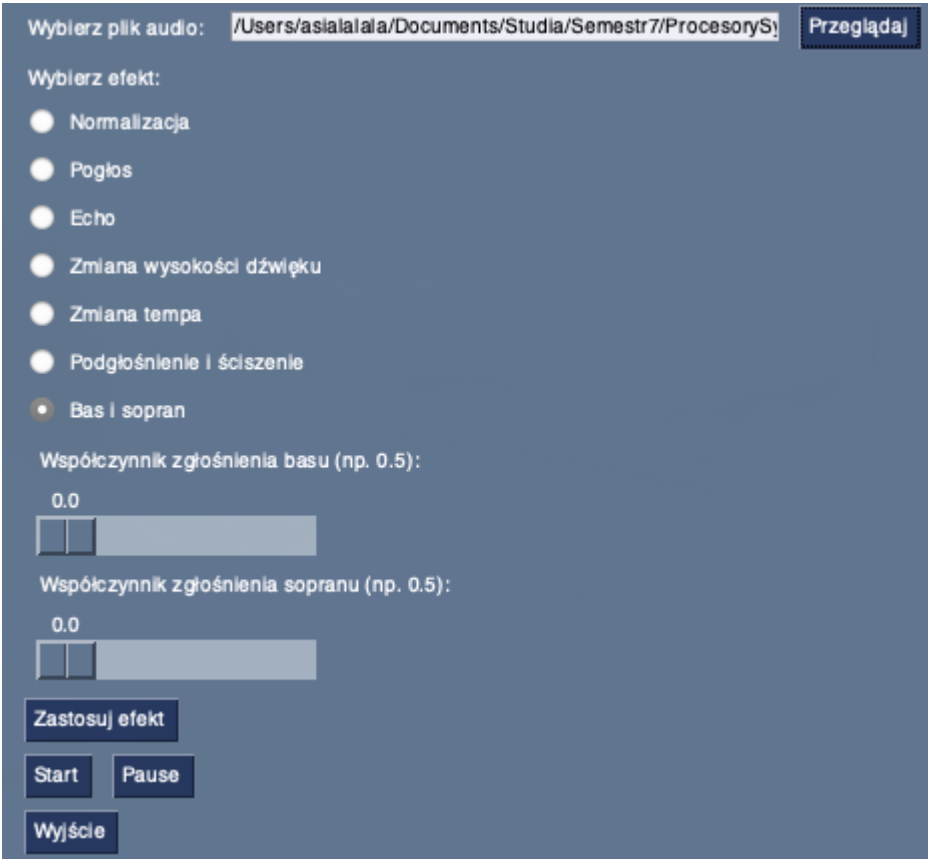 Wybierz plik audio: /Users/asialalala/Documents/Studia/Semestr7/ProcesorySy Przeglądaj
Wybierz efekt:
Normalizacja
Pogłos
Echo
Zmiana wysokości dźwięku
Zmiana tempa
Podgłośnienie i ściszenie
Bas i sopran
Współczynnik zgłośnienia basu (np. 0.5):
0.0
Współczynnik zgłośnienia sopranu (np. 0.5):
0.0
Zastosuj efekt
Start Pause
Wyjście